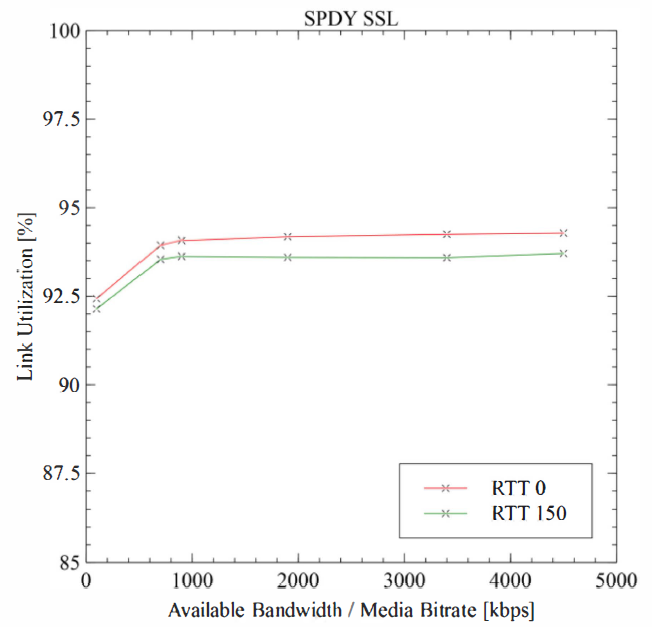 SPDY SSL
100
97.5
95
92.5
90
87.5
85
Link Utilization [%]
RTT 0
RTT 150
0
1000
2000
3000
4000
5000
Available Bandwidth / Media Bitrate [kbps]